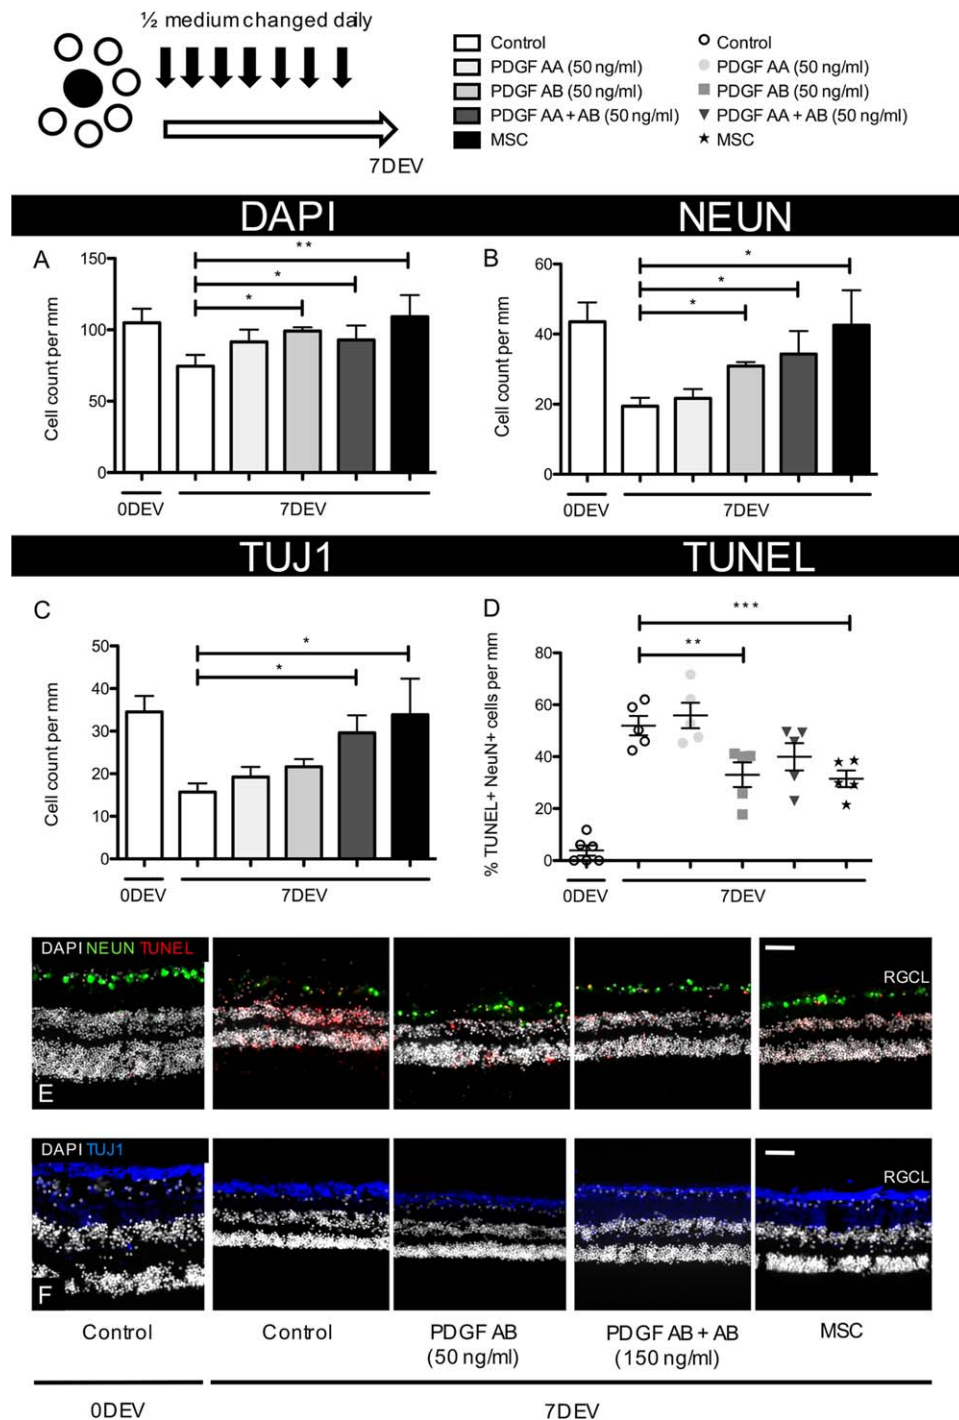 ½ medium changed daily
7DEV
Control
PDGF AA (50 ng/ml)
PDGF AB (50 ng/ml)
PDGF AA + AB (50 ng/ml)
MSC
Control
PDGF AA (50 ng/ml)
PDGF AB (50 ng/ml)
PDGF AA + AB (50 ng/ml)
MSC
DAPI
NEUN
A
Cell count per mm
150
100
50
0
**
*
*
0DEV
7DEV
B
Cell count per mm
60
40
20
0
*
*
*
0DEV
7DEV
TUJ1
TUNEL
C
Cell count per mm
50
40
30
20
10
0
*
*
0DEV
7DEV
D
% TUNEL+ NeuN+ cells per mm
80
60
40
20
0
***
**
0DEV
7DEV
DAPI NEUN TUNEL
RGCL
E
DAPI TUJ1
RGCL
F
Control
Control
PDGF AB
(50 ng/ml)
PDGF AB + AB
(150 ng/ml)
MSC
0DEV
7DEV